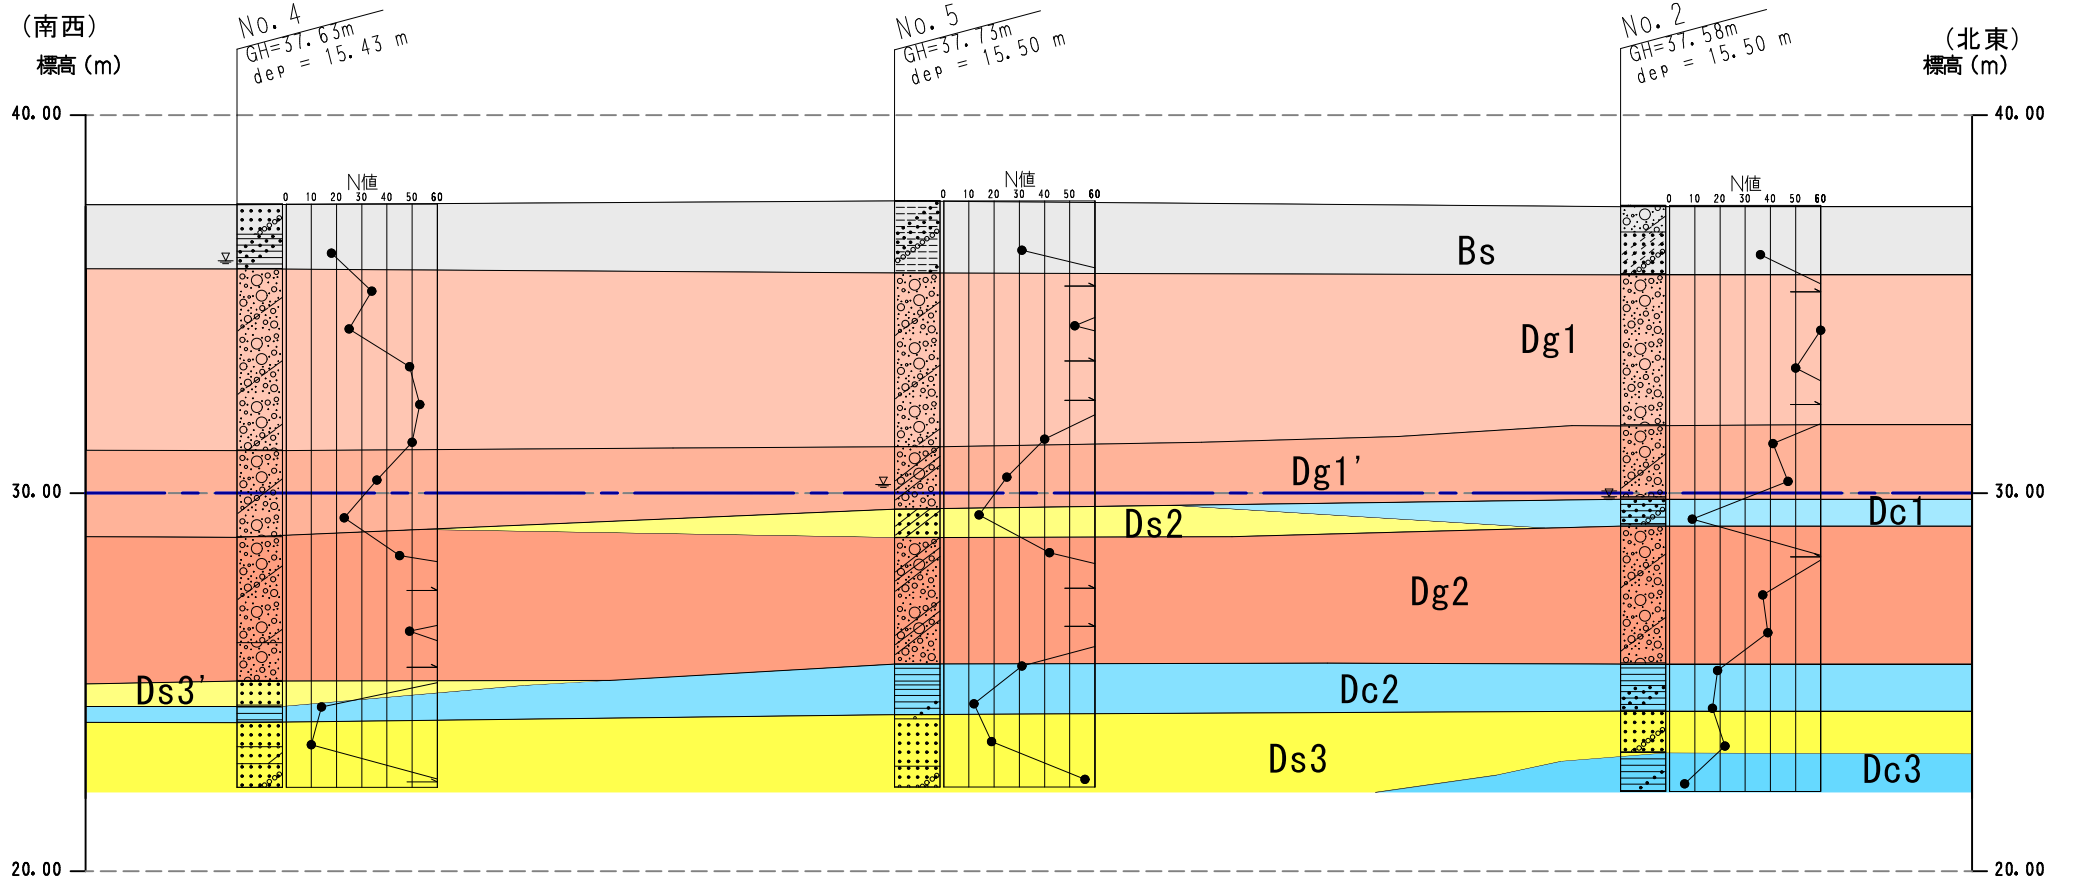 (南西)
標高(m)
No. 4
GH=37.63m
dep = 15.43 m
No. 5
GH=37.73m
dep = 15.50 m
No. 2
GH=37.58m
dep = 15.50 m
(北東)
標高(m)
40.00
40.00
N値
0 10 20 30 40 50 60
N値
0 10 20 30 40 50 60
N値
0 10 20 30 40 50 60
Bs
Dg1
Dg1'
30.00
30.00
Dc1
Ds2
Dg2
Ds3'
Dc2
Ds3
Dc3
20.00
20.00